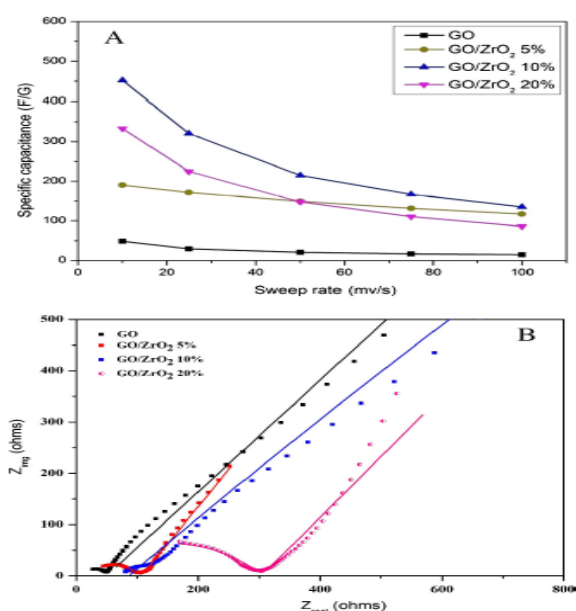 A
GO
GO/ZrO₂ 5%
GO/ZrO₂ 10%
GO/ZrO₂ 20%
600
500
400
300
200
100
0
Specific capacitance (F/G)
20 40 60 80 100
Sweep rate (mv/s)
B
GO
GO/ZrO₂ 5%
GO/ZrO₂ 10%
GO/ZrO₂ 20%
500
400
300
200
100
0
Z_img (ohms)
0 200 400 600 800
(ohms)